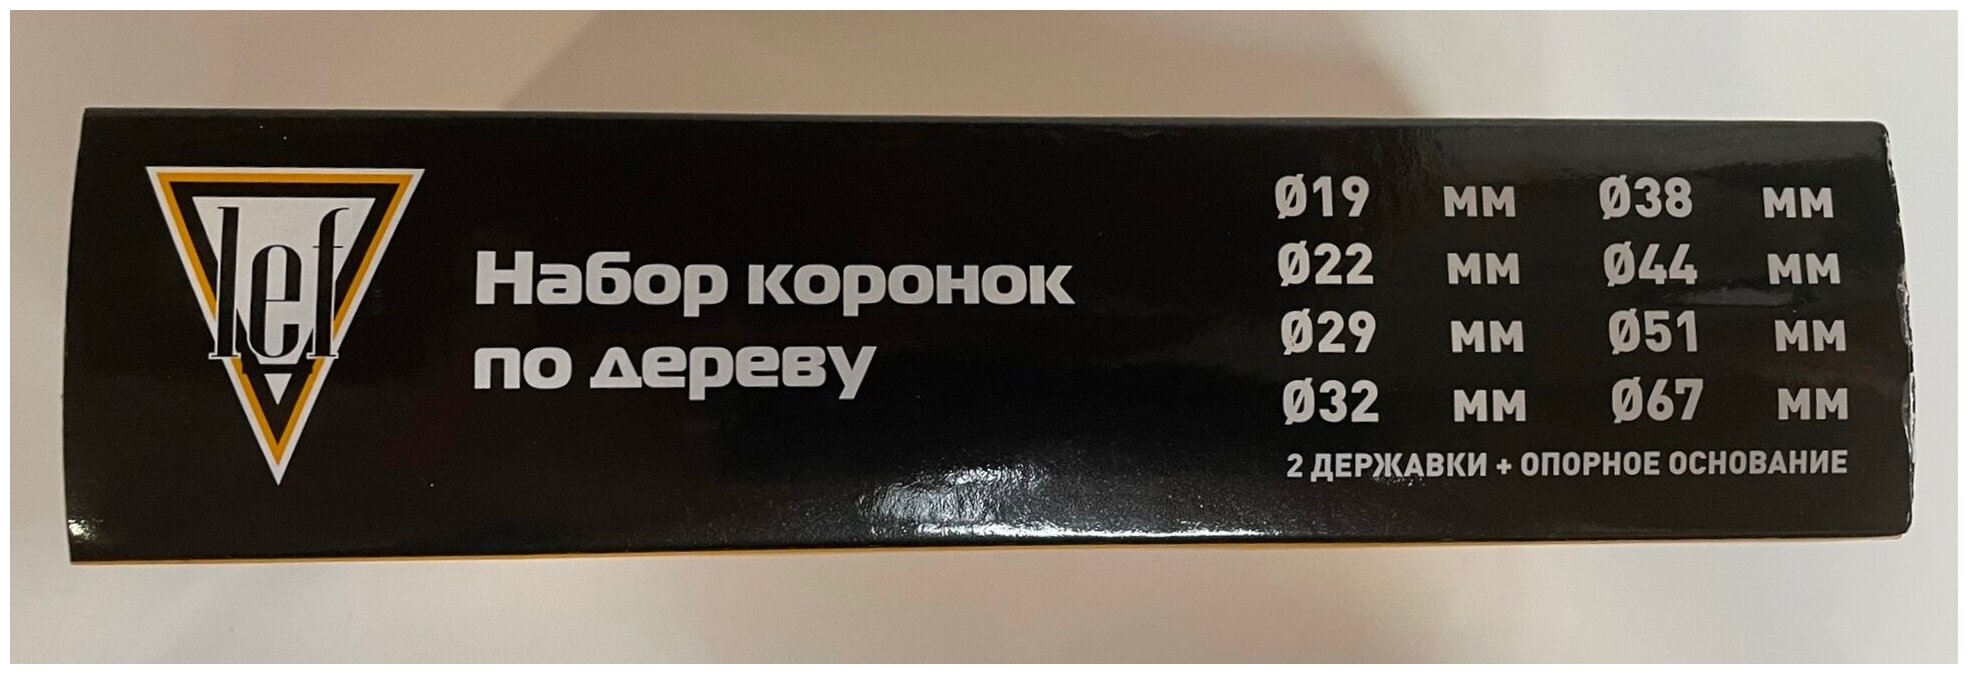 lef
Набор коронок
по дереву
Ø19 мм Ø38 мм
Ø22 мм Ø44 мм
Ø29 мм Ø51 мм
Ø32 мм Ø67 мм
2 ДЕРЖАВКИ + ОПОРНОЕ ОСНОВАНИЕ